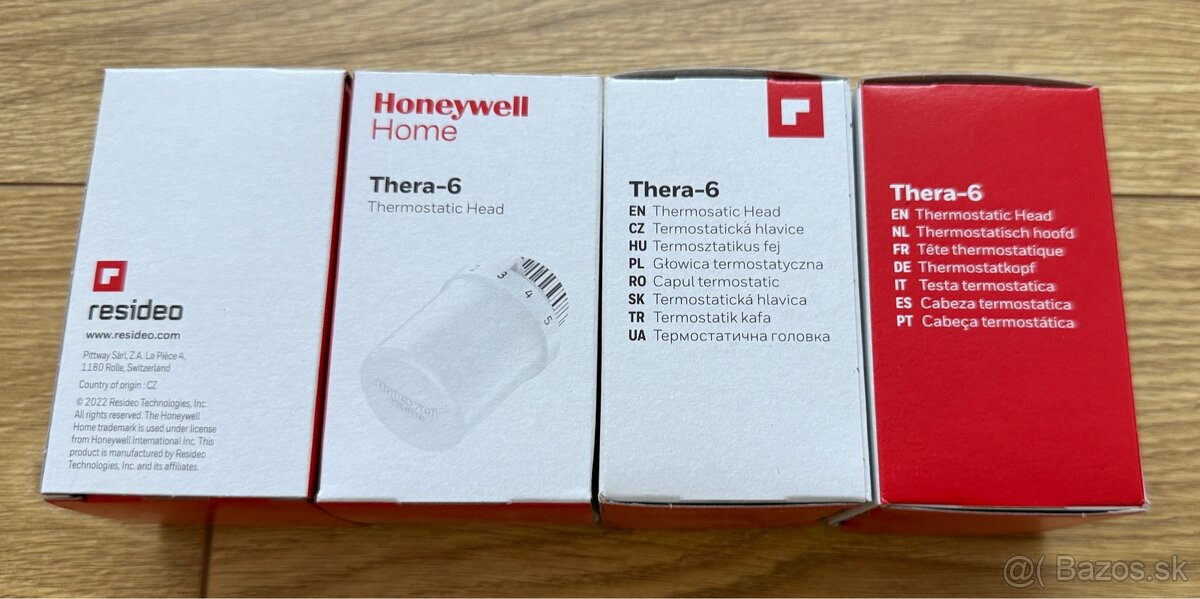 resideo
www.resideo.com
Pittway Sàrl, Z.A. La Pièce 4,
1180 Rolle, Switzerland
Country of origin : CZ
© 2022 Resideo Technologies, Inc.
All rights reserved. The Honeywell
Home trademark is used under license
from Honeywell International Inc. This
product is manufactured by Resideo
Technologies, Inc. and its affiliates.
Honeywell
Home
Thera-6
Thermostatic Head
2 3 4 5
Honeywell
Thera-6
EN Thermosatic Head
CZ Termostatická hlavice
HU Termosztatikus fej
PL Głowica termostatyczna
RO Capul termostatic
SK Termostatická hlavica
TR Termostatik kafa
UA Термостатична головка
Thera-6
EN Thermostatic Head
NL Thermostatisch hoofd
FR Tête thermostatique
DE Thermostatkopf
IT Testa termostatica
ES Cabeza termostatica
PT Cabeça termostática
@( Bazos.sk